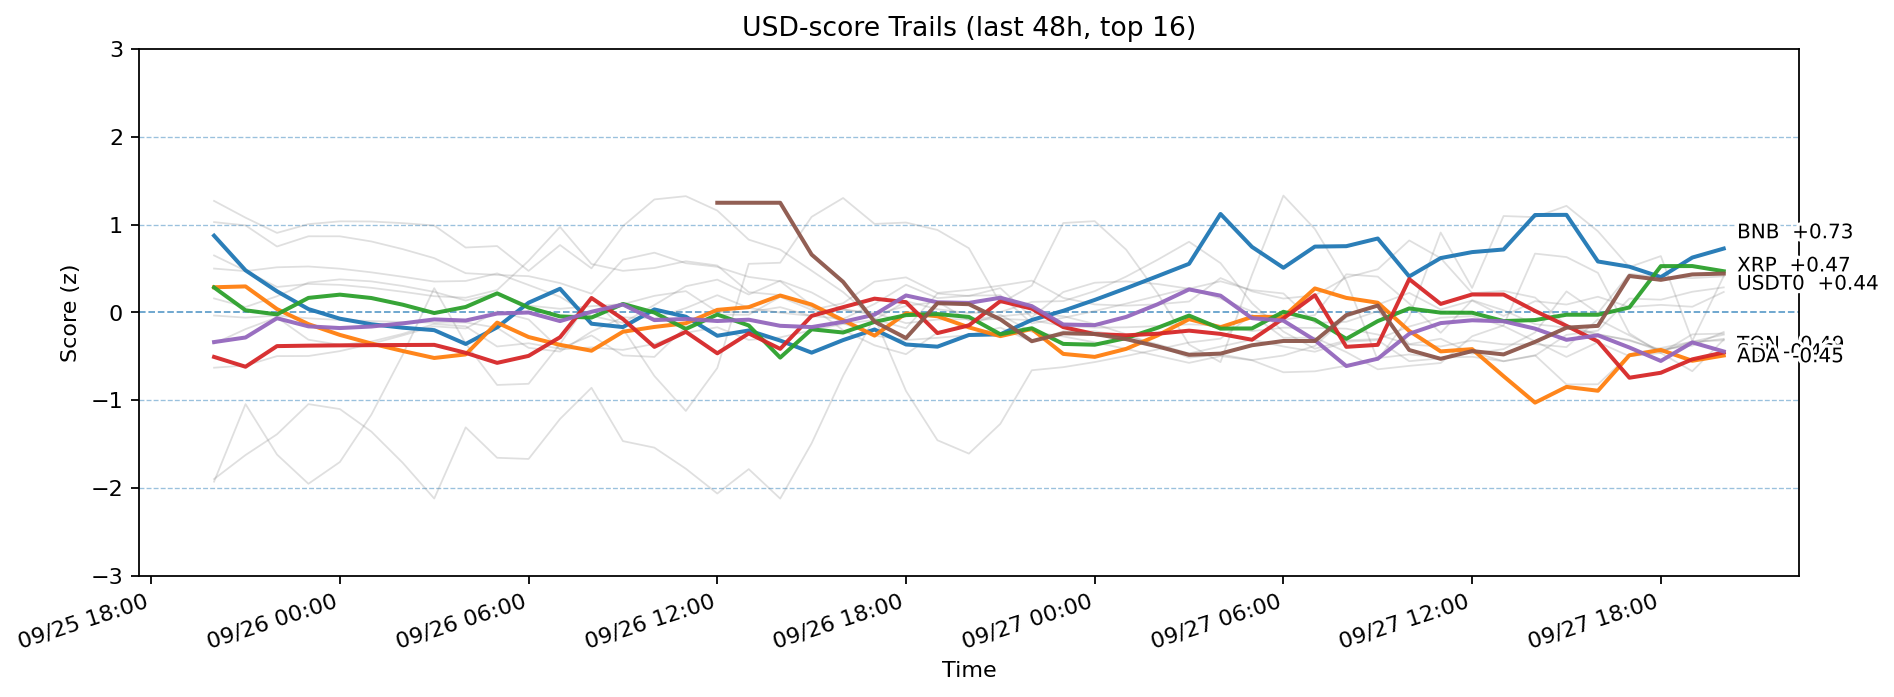 USD-score Trails (last 48h, top 16)
Score (z)
3
2
1
0
−1
−2
−3
BNB +0.73
XRP +0.47
USDT0 +0.44
ADA -0.45
09/25 18:00
09/26 00:00
09/26 06:00
09/26 12:00
09/26 18:00
09/27 00:00
09/27 06:00
09/27 12:00
09/27 18:00
Time